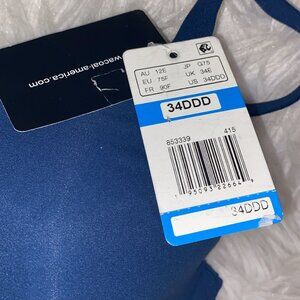 wacoal-america.com
AU 12E JP G75
EU 75F UK 34E
FR 90F US 34DDD
34DDD
853339 415
34DDD